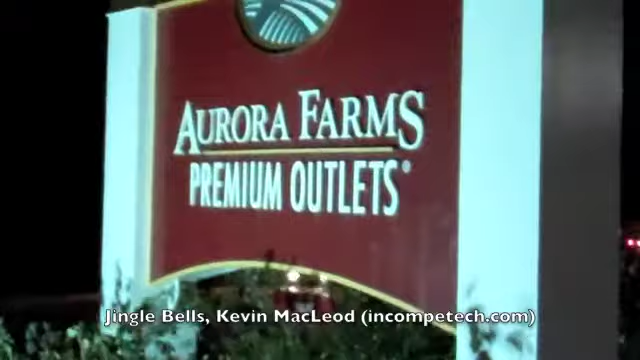 AURORA FARMS
PREMIUM OUTLETS®
Jingle Bells, Kevin MacLeod (incompetech.com)